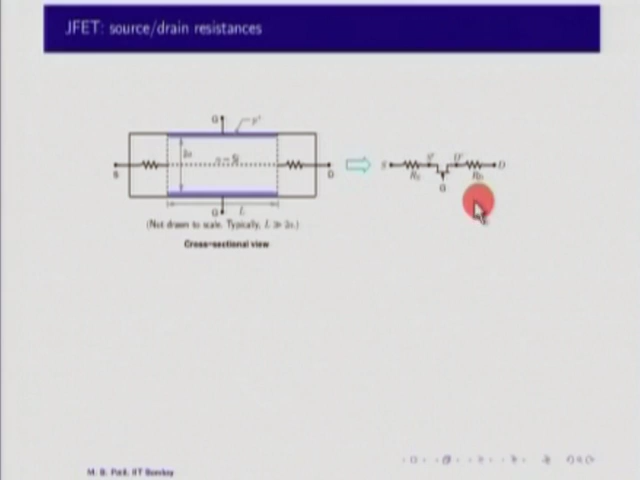 JFET: source/drain resistances
G
p+
2a
n-Si
S
D
G
L
(Not drawn to scale. Typically, L ≫ 2a.)
Cross-sectional view
S
S'
D'
D
R_S
R_D
G
M. B. Patil, IIT Bombay